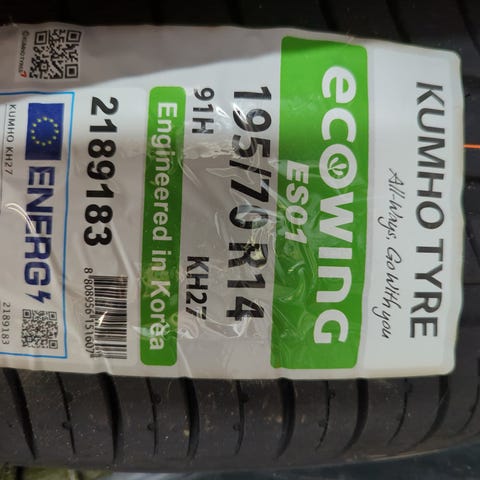 KUMHO TYRE
All-Ways, Go with you
ecOWING
ES01
195/70 R14
91H
KH27
Engineered in Korea
2189183
ENERG
KUMHO KH27
2189183